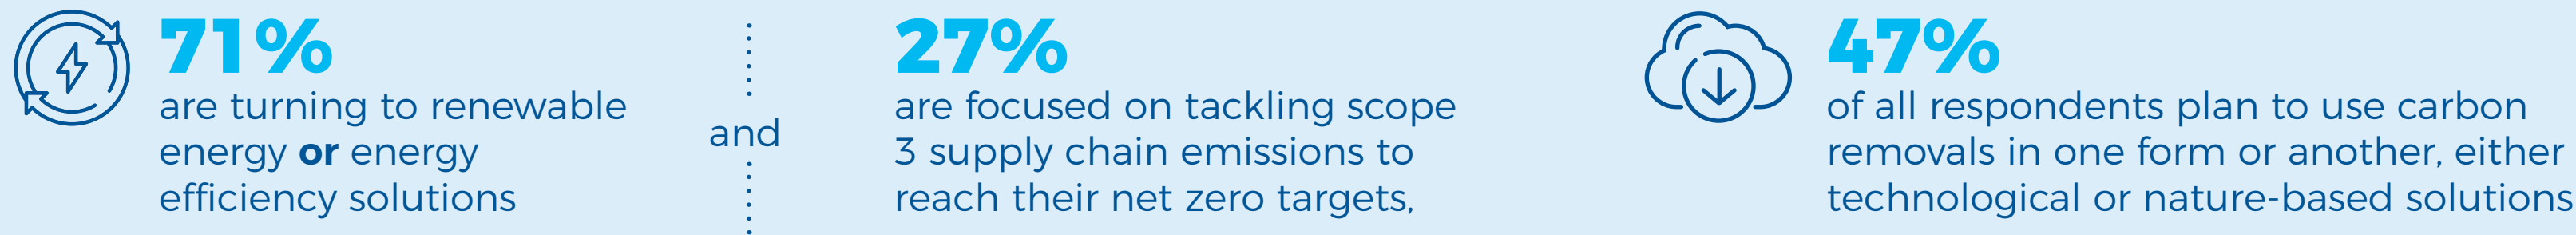 71%
are turning to renewable
energy or energy
efficiency solutions
and
27%
are focused on tackling scope
3 supply chain emissions to
reach their net zero targets,
47%
of all respondents plan to use carbon
removals in one form or another, either
technological or nature-based solutions